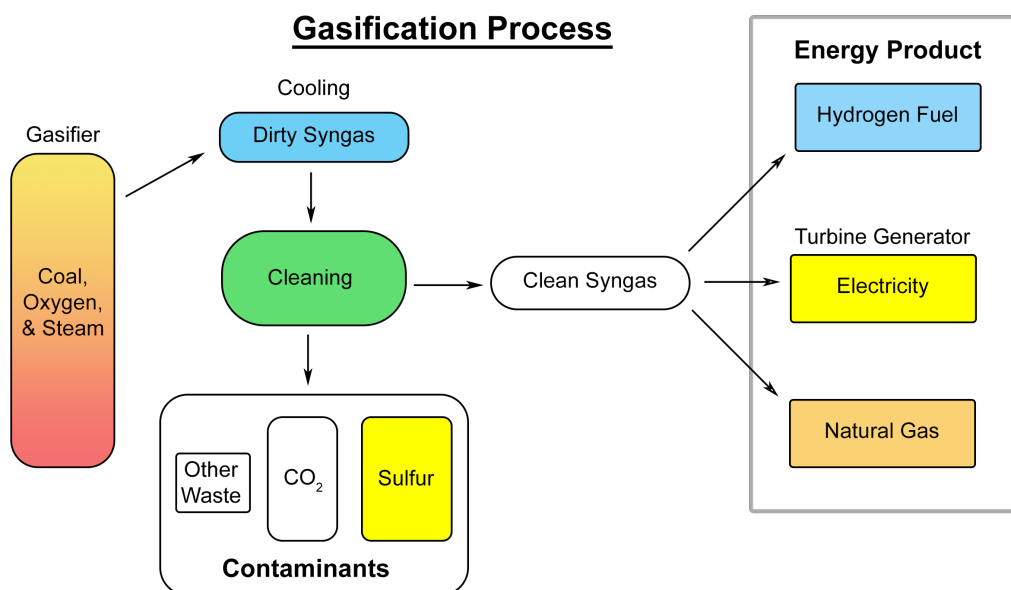 Gasification Process
Energy Product
Cooling
Hydrogen Fuel
Gasifier
Dirty Syngas
Turbine Generator
Coal,
Oxygen,
& Steam
Cleaning
Clean Syngas
Electricity
Natural Gas
Other
Waste
CO₂
Sulfur
Contaminants